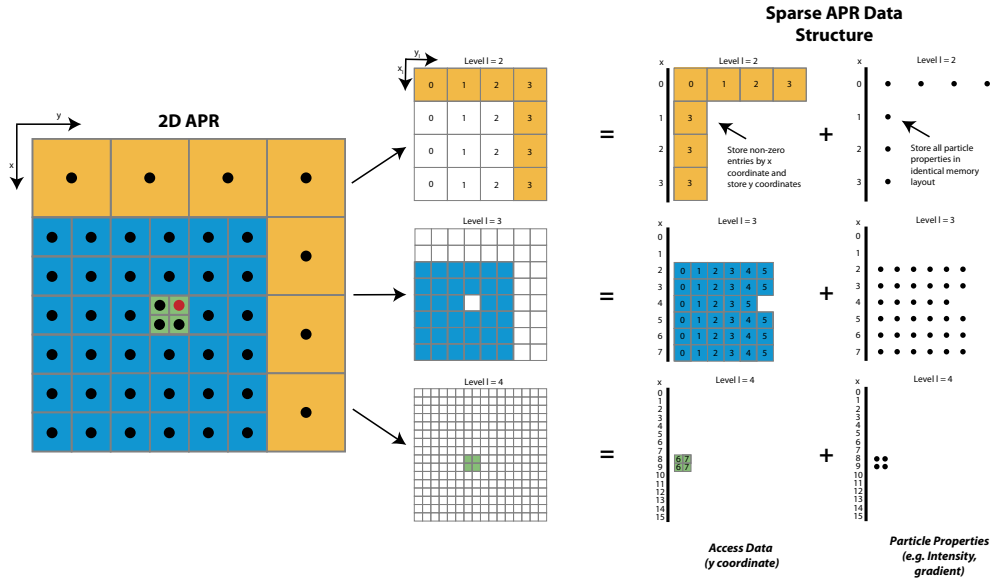 Sparse APR Data
Structure
2D APR
y
x
yl
xl
Level l = 2
0 1 2 3
0 1 2 3
0 1 2 3
0 1 2 3
=
x
Level l = 2
0
1
2
3
0 1 2 3
3
3
3
Store non-zero
entries by x
coordinate and
store y coordinates
+
x
Level l = 2
0
1
2
3
Store all particle
properties in
identical memory
layout
Level l = 3
=
x
Level l = 3
0
1
2
3
4
5
6
7
0 1 2 3 4 5
0 1 2 3 4 5
0 1 2 3 5
0 1 2 3 4 5
0 1 2 3 4 5
0 1 2 3 4 5
+
x
Level l = 3
0
1
2
3
4
5
6
7
Level l = 4
=
x
Level l = 4
0
1
2
3
4
5
6
7
8
9
10
11
12
13
14
15
6 7
6 7
+
x
Level l = 4
0
1
2
3
4
5
6
7
8
9
10
11
12
13
14
15
Access Data
(y coordinate)
Particle Properties
(e.g. Intensity,
gradient)